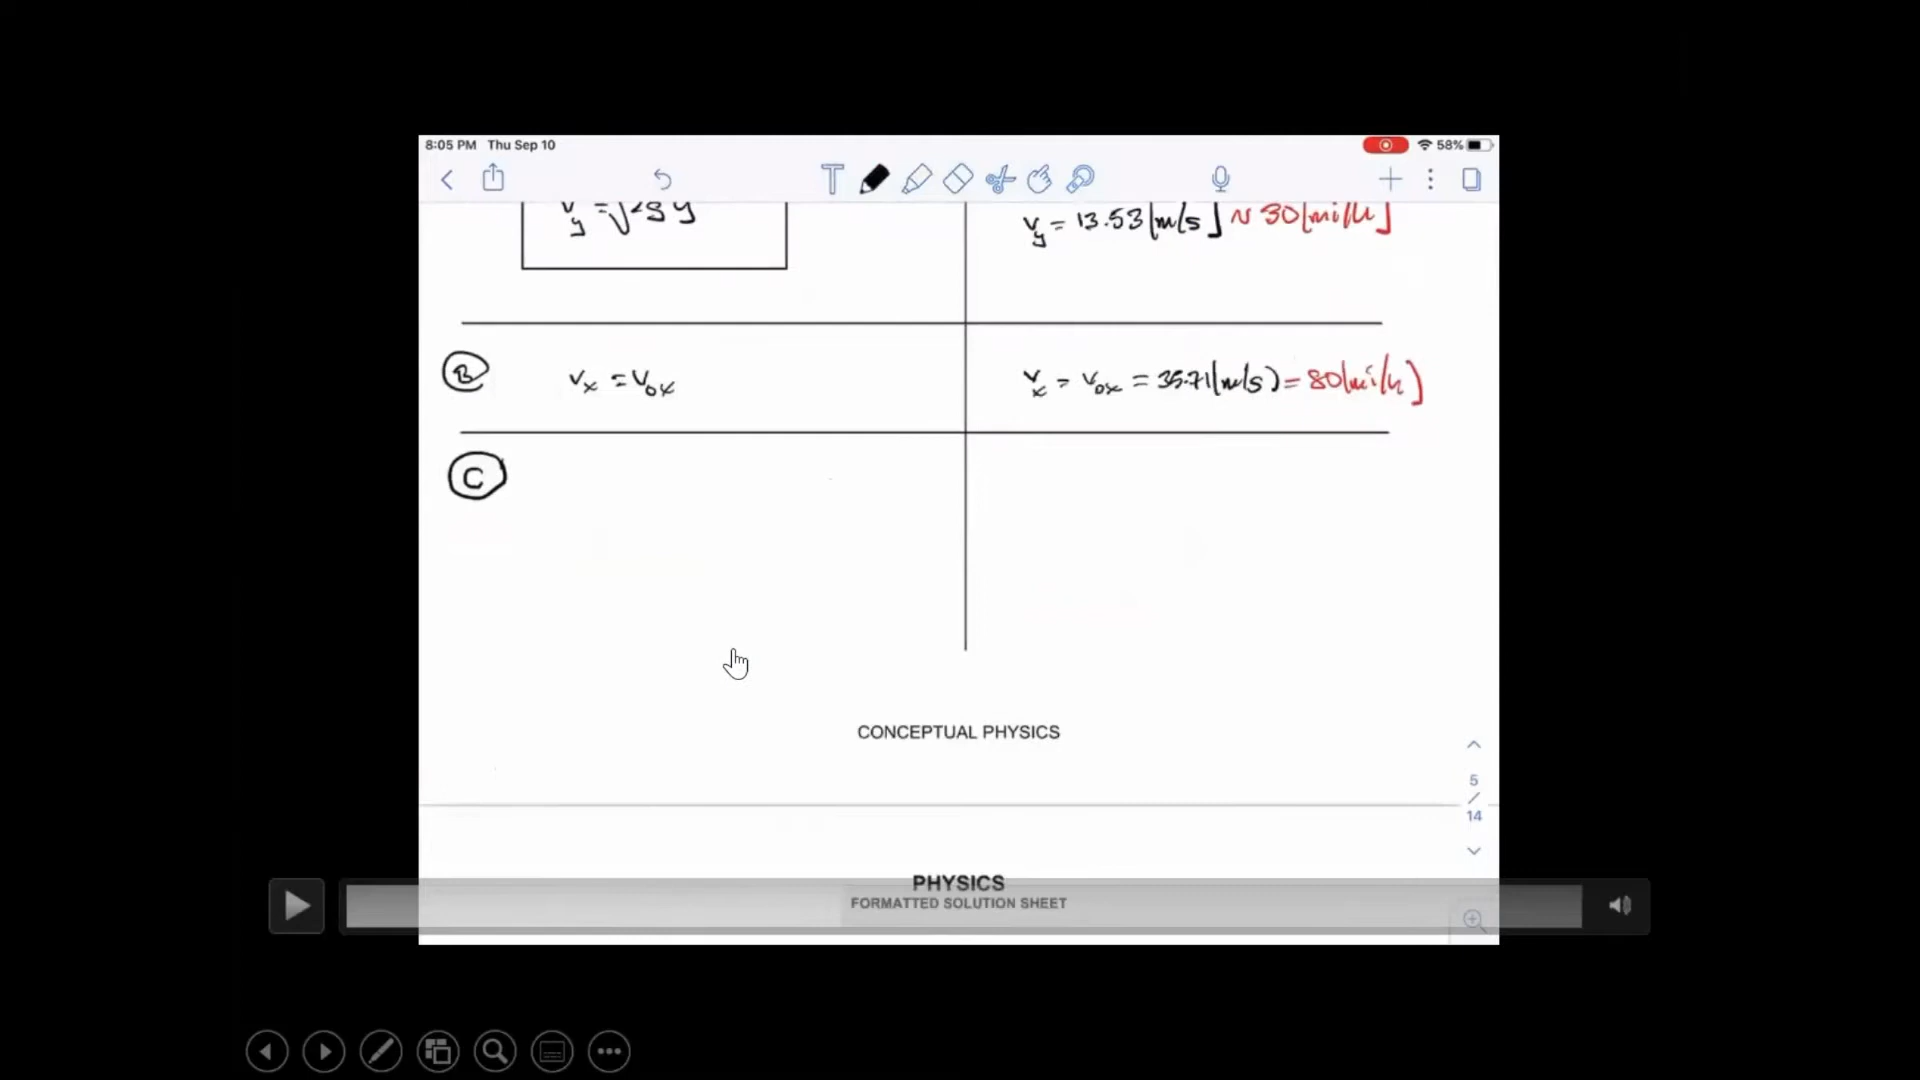 8:05 PM Thu Sep 10
58%
T
vy = √2gy
vy = 13.53[m/s] ~ 30[mi/h]
B
vx = vox
vx = vox = 35.71[m/s] = 80[mi/h]
C
CONCEPTUAL PHYSICS
5
/
14
PHYSICS
FORMATTED SOLUTION SHEET